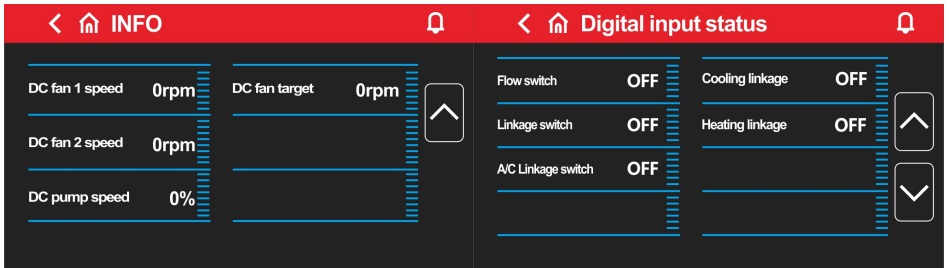 INFO
DC fan 1 speed 0rpm
DC fan target 0rpm
DC fan 2 speed 0rpm
DC pump speed 0%
Digital input status
Flow switch OFF
Cooling linkage OFF
Linkage switch OFF
Heating linkage OFF
A/C Linkage switch OFF